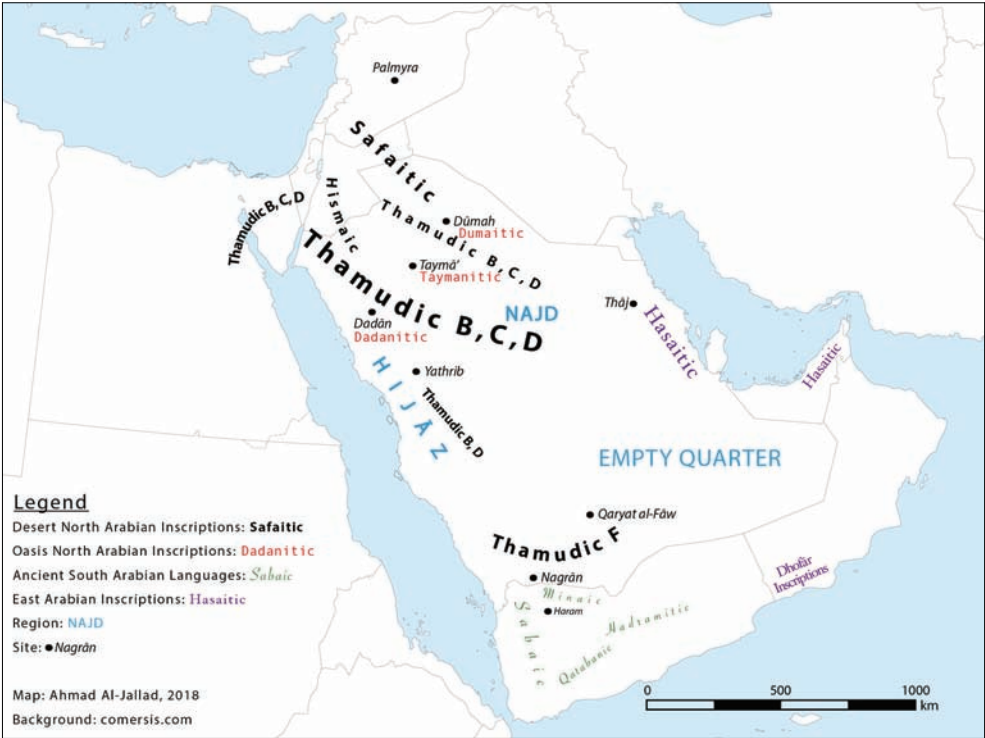 Palmyra
Safaitic
Hismaic
Thamudic B, C, D
Thamudic B, C, D
Dūmah
Dumaitic
Taymāʾ
Taymanitic
Thamudic B, C, D
NAJD
Thāj
Hasaitic
Hasaitic
Dadān
Dadanitic
Yathrib
HIJĀZ
Thamudic B, D
EMPTY QUARTER
Qaryat al-Fāw
Thamudic F
Nagrān
Minaic
Haram
Sabaic
Hadramitic
Qatabanic
Dhofār
Inscriptions
Legend
Desert North Arabian Inscriptions: Safaitic
Oasis North Arabian Inscriptions: Dadanitic
Ancient South Arabian Languages: Sabaic
East Arabian Inscriptions: Hasaitic
Region: NAJD
Site: ●Nagrān
Map: Ahmad Al-Jallad, 2018
Background: comersis.com
0 500 1000
km